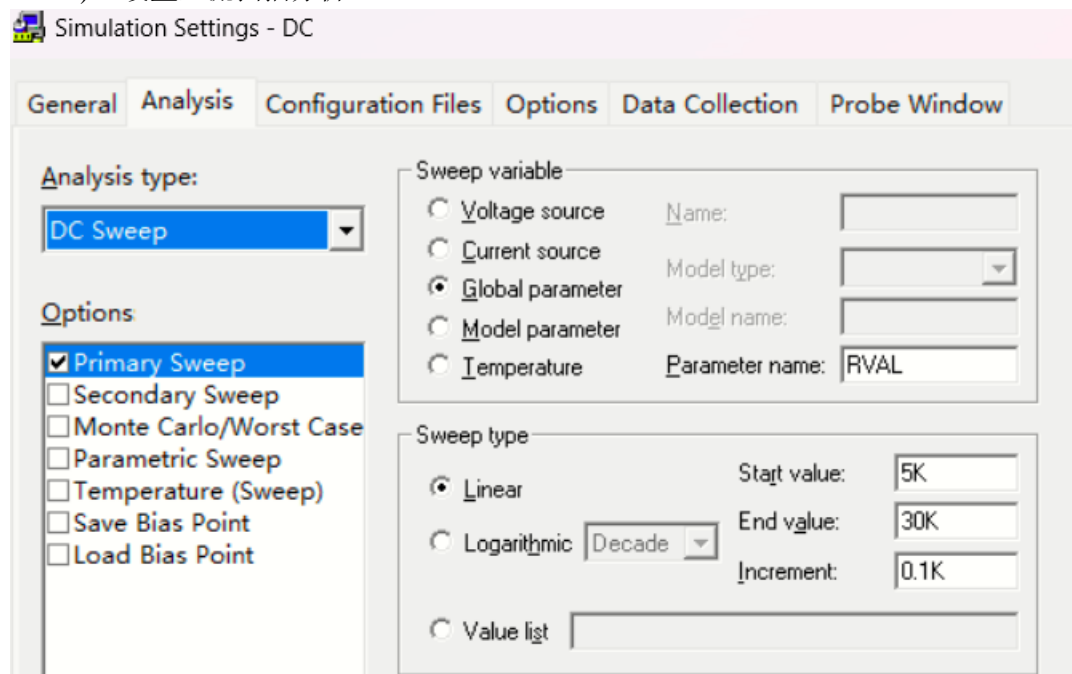 Simulation Settings - DC
General Analysis Configuration Files Options Data Collection Probe Window
Analysis type:
DC Sweep
Options
Primary Sweep
Secondary Sweep
Monte Carlo/Worst Case
Parametric Sweep
Temperature (Sweep)
Save Bias Point
Load Bias Point
Sweep variable
Voltage source
Current source
Global parameter
Model parameter
Temperature
Name:
Model type:
Model name:
Parameter name: RVAL
Sweep type
Linear
Logarithmic Decade
Value list
Start value: 5K
End value: 30K
Increment: 0.1K